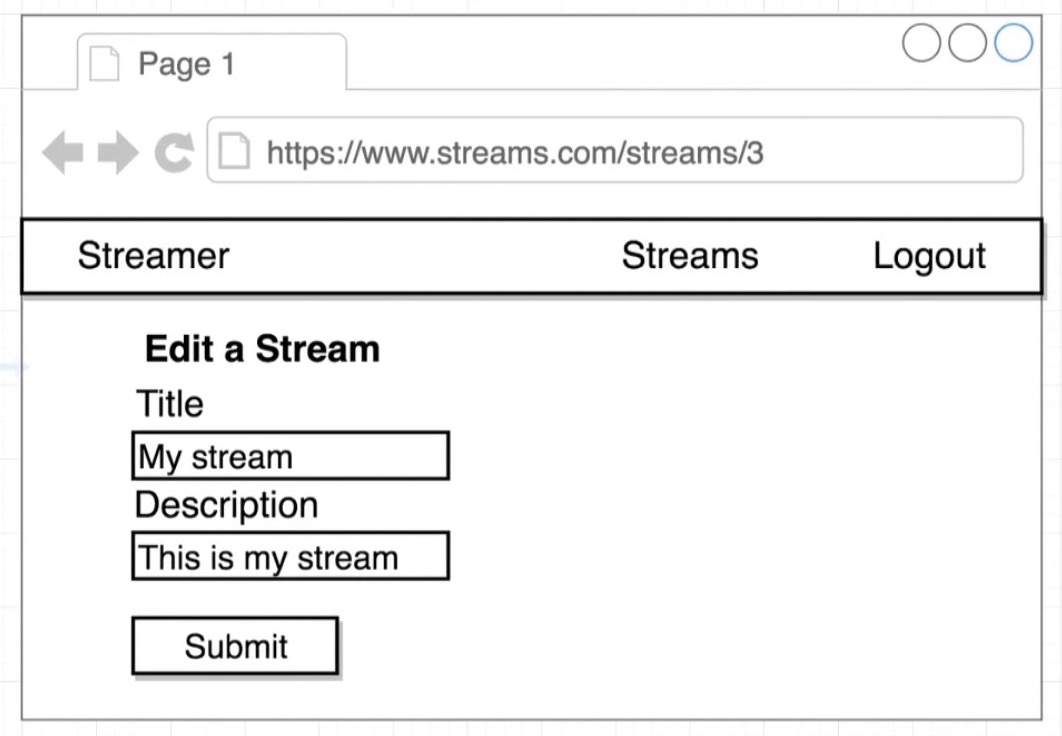 Page 1
https://www.streams.com/streams/3
Streamer Streams Logout
Edit a Stream
Title
My stream
Description
This is my stream
Submit